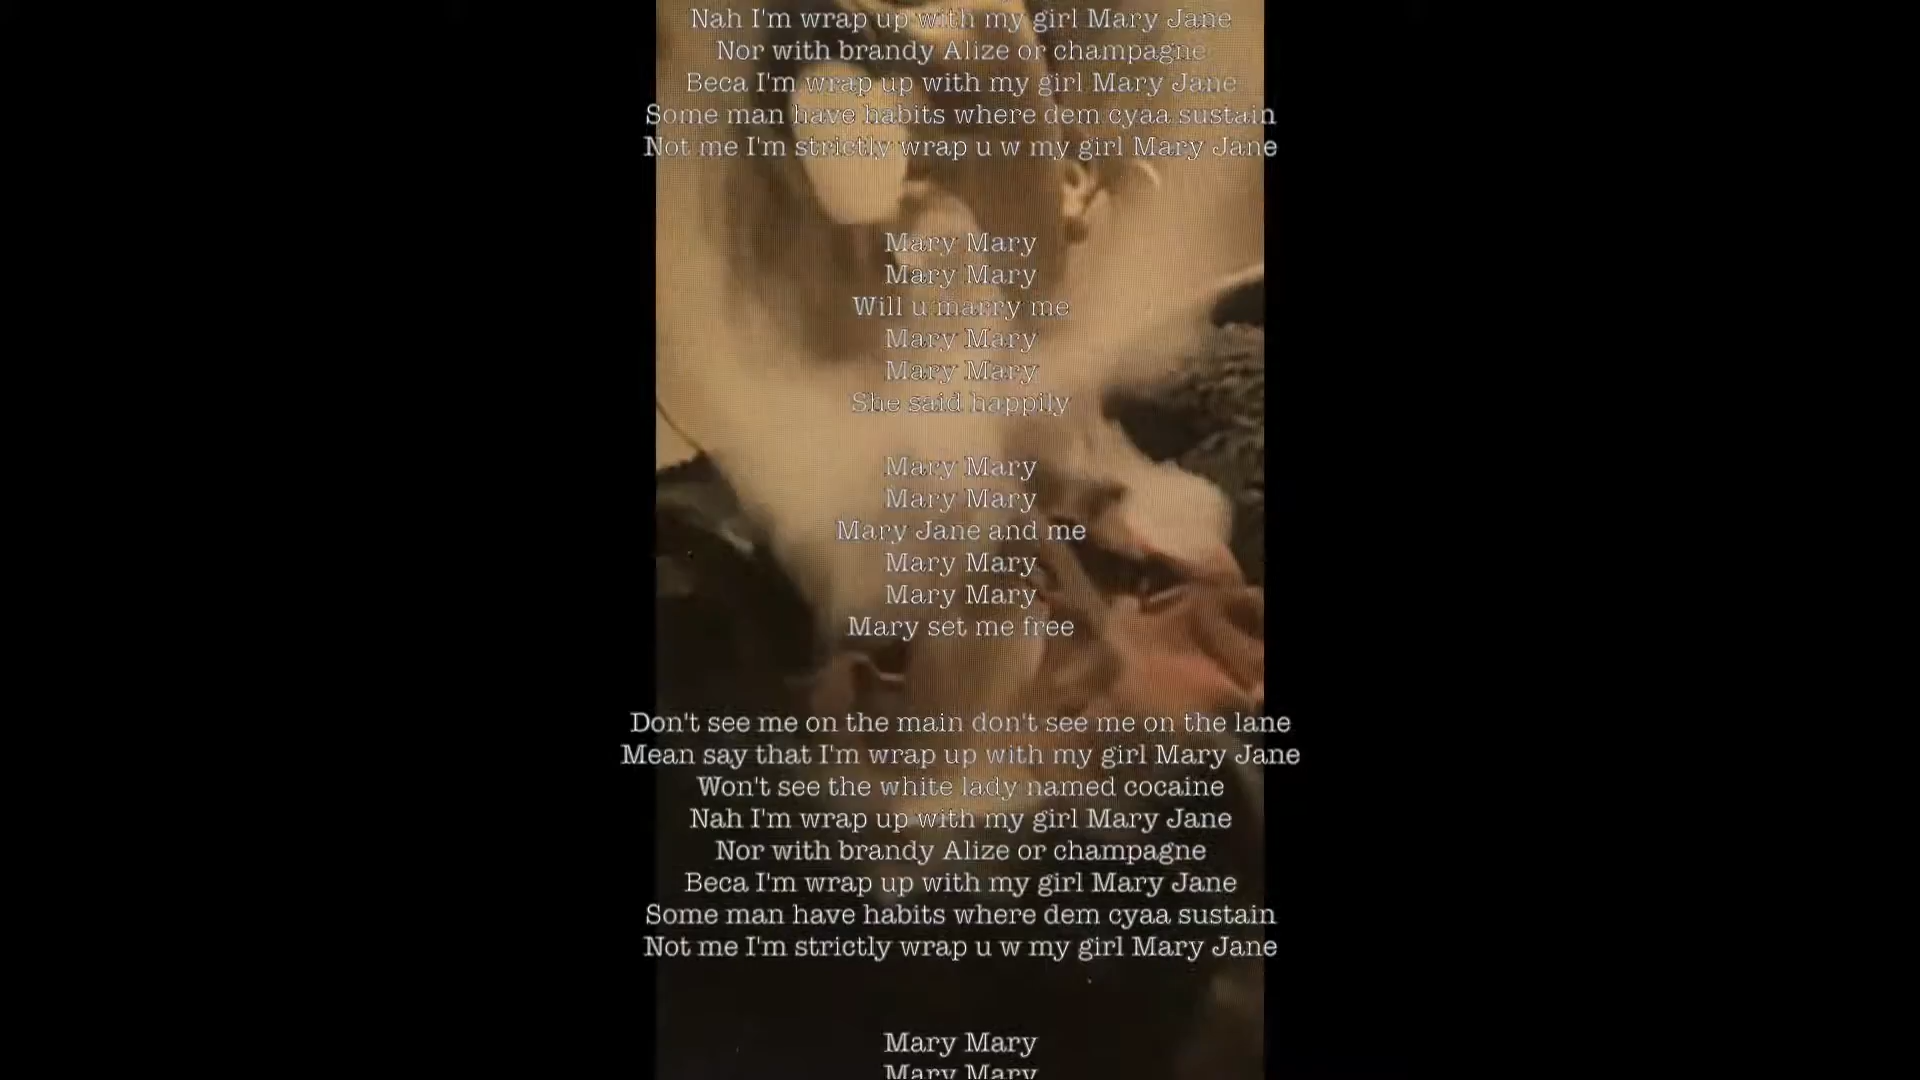 Nah I'm wrap up with my girl Mary Jane
Nor with brandy Alize or champagne
Beca I'm wrap up with my girl Mary Jane
Some man have habits where dem cyaa sustain
Not me I'm strictly wrap u w my girl Mary Jane
Mary Mary
Mary Mary
Will u marry me
Mary Mary
Mary Mary
She said happily
Mary Mary
Mary Mary
Mary Jane and me
Mary Mary
Mary Mary
Mary set me free
Don't see me on the main don't see me on the lane
Mean say that I'm wrap up with my girl Mary Jane
Won't see the white lady named cocaine
Nah I'm wrap up with my girl Mary Jane
Nor with brandy Alize or champagne
Beca I'm wrap up with my girl Mary Jane
Some man have habits where dem cyaa sustain
Not me I'm strictly wrap u w my girl Mary Jane
Mary Mary
Mary Mary